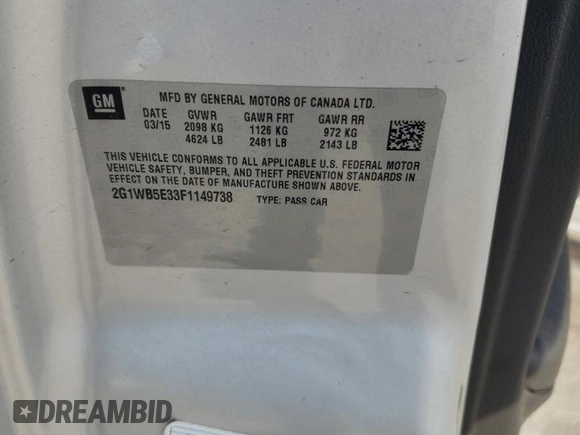 GM
MFD BY GENERAL MOTORS OF CANADA LTD.
DATE GVWR GAWR FRT GAWR RR
03/15 2098 KG 1126 KG 972 KG
4624 LB 2481 LB 2143 LB
THIS VEHICLE CONFORMS TO ALL APPLICABLE U.S. FEDERAL MOTOR
VEHICLE SAFETY, BUMPER, AND THEFT PREVENTION STANDARDS IN
EFFECT ON THE DATE OF MANUFACTURE SHOWN ABOVE.
2G1WB5E33F1149738 TYPE: PASS CAR
DREAMBID